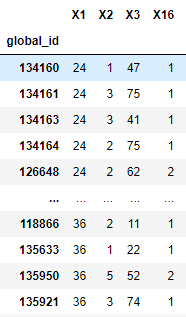 X1 X2 X3 X16
global_id
134160 24 1 47 1
134161 24 3 75 1
134163 24 3 41 1
134164 24 2 75 1
126648 24 2 62 2
... ... ... ... ...
118866 36 2 11 1
135633 36 1 22 1
135950 36 5 52 2
135921 36 3 74 1